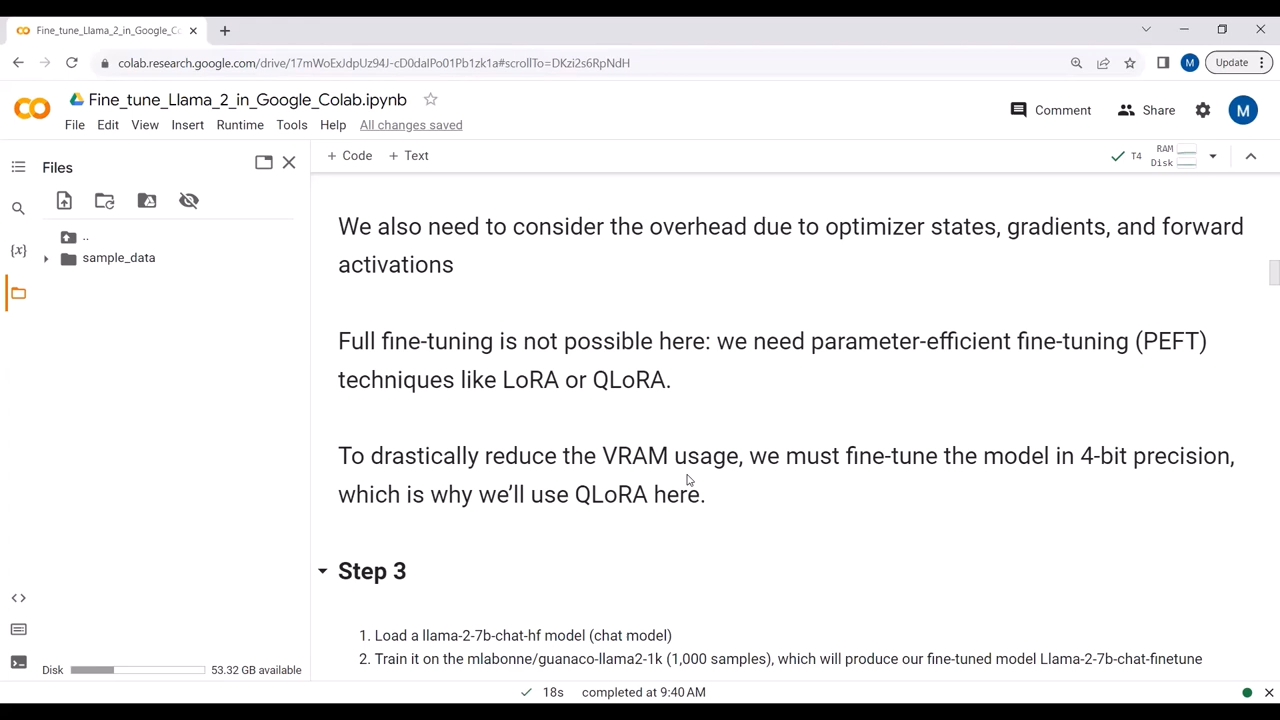 Fine_tune_Llama_2_in_Google_Co
colab.research.google.com/drive/17mWoExJdpUz94J-cD0daIPo01Pb1zk1a#scrollTo=DKzi2s6RpNdH
M
Update
Fine_tune_Llama_2_in_Google_Colab.ipynb
Comment
Share
M
File Edit View Insert Runtime Tools Help All changes saved
Files
+ Code + Text
T4
RAM
Disk
{x}
..
sample_data
We also need to consider the overhead due to optimizer states, gradients, and forward
activations
Full fine-tuning is not possible here: we need parameter-efficient fine-tuning (PEFT)
techniques like LoRA or QLoRA.
To drastically reduce the VRAM usage, we must fine-tune the model in 4-bit precision,
which is why we’ll use QLoRA here.
Step 3
1. Load a llama-2-7b-chat-hf model (chat model)
2. Train it on the mlabonne/guanaco-llama2-1k (1,000 samples), which will produce our fine-tuned model Llama-2-7b-chat-finetune
Disk 53.32 GB available
18s completed at 9:40 AM